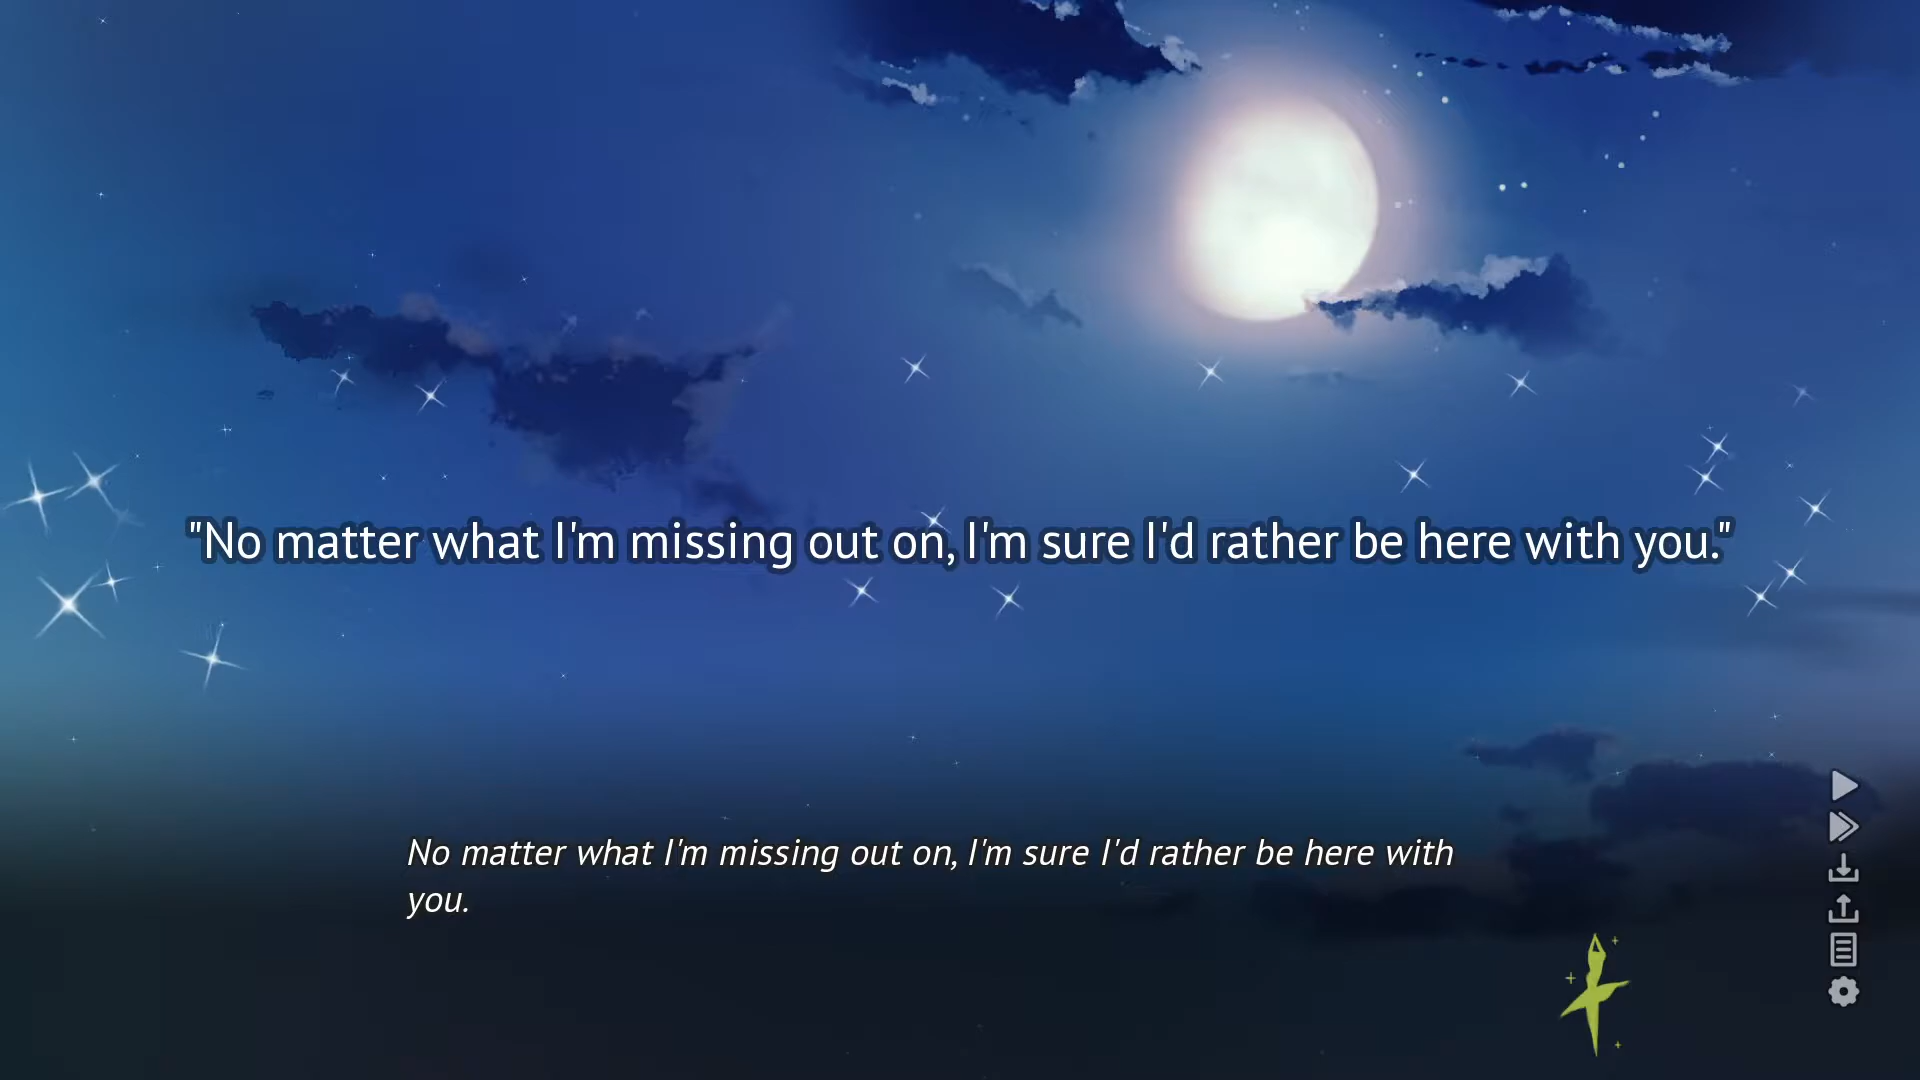 "No matter what I'm missing out on, I'm sure I'd rather be here with you."
No matter what I'm missing out on, I'm sure I'd rather be here with
you.